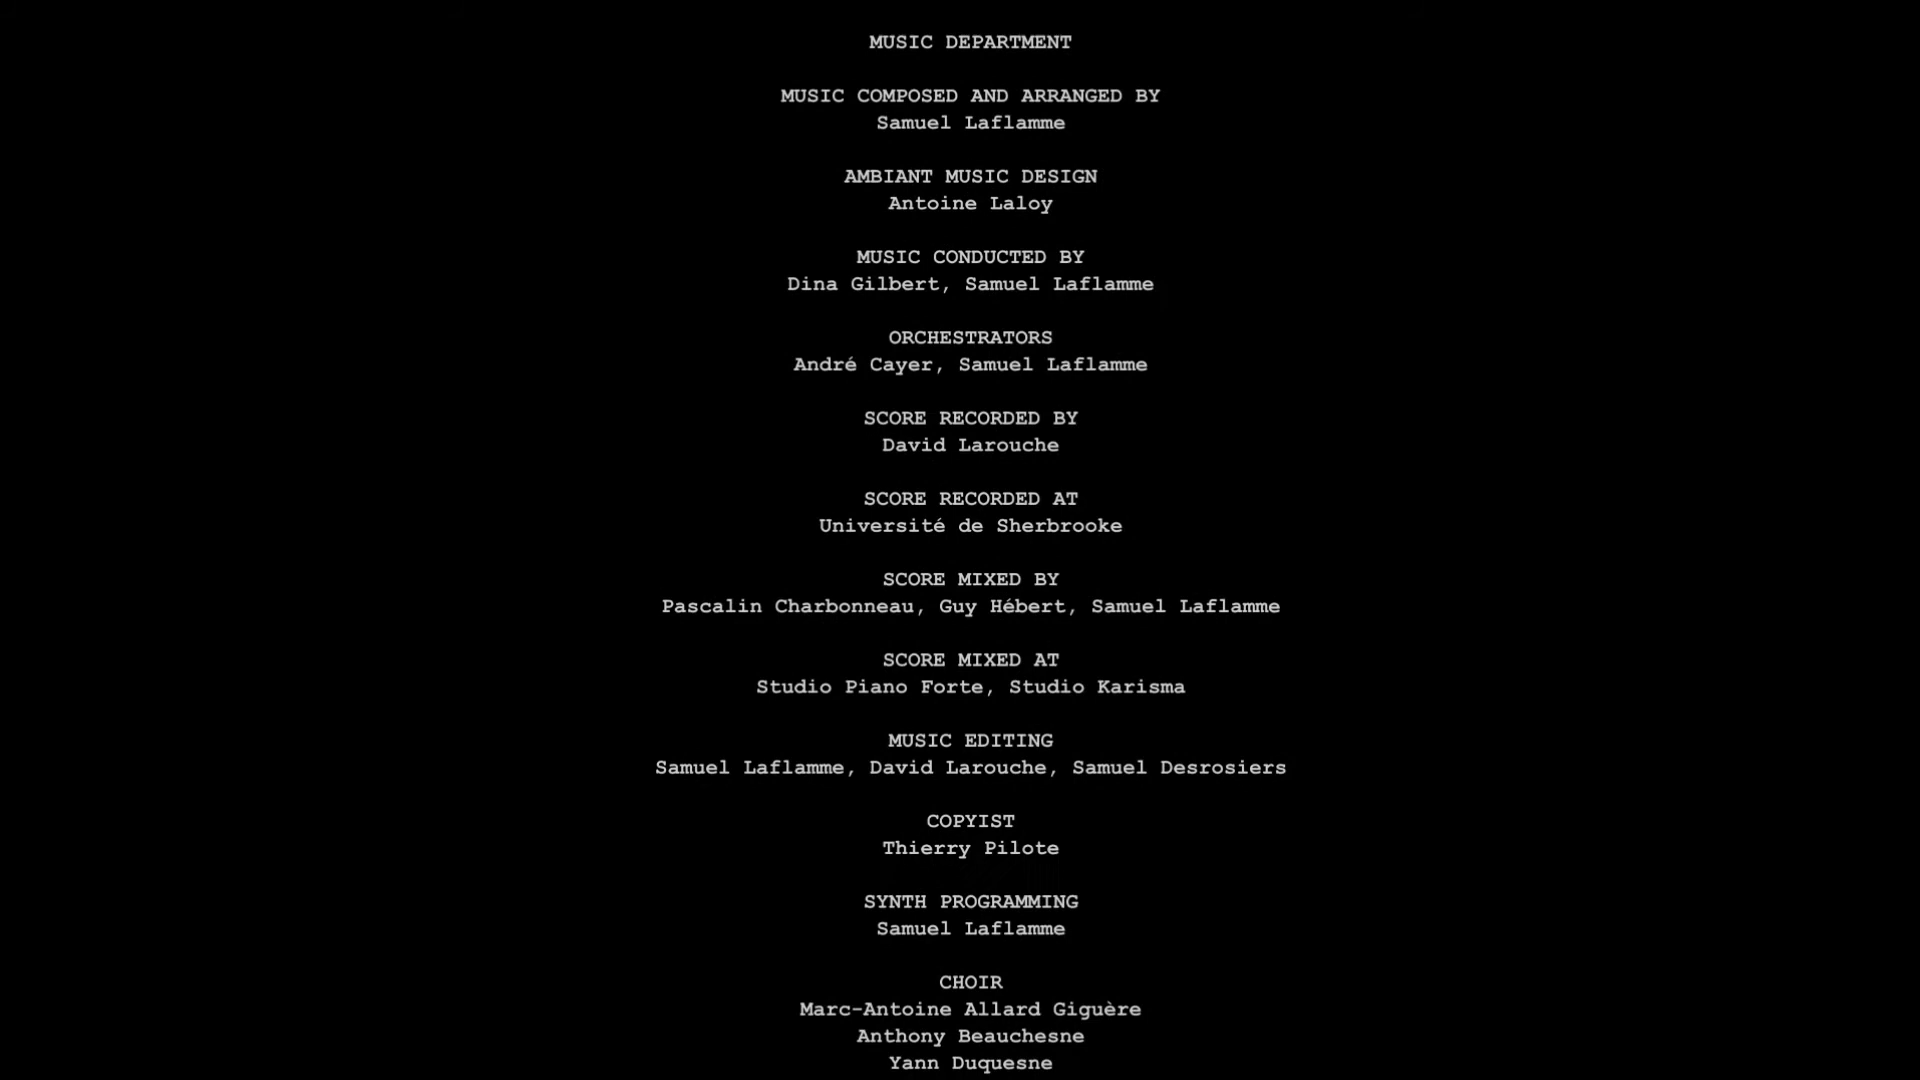 MUSIC DEPARTMENT
MUSIC COMPOSED AND ARRANGED BY
Samuel Laflamme
AMBIANT MUSIC DESIGN
Antoine Laloy
MUSIC CONDUCTED BY
Dina Gilbert, Samuel Laflamme
ORCHESTRATORS
André Cayer, Samuel Laflamme
SCORE RECORDED BY
David Larouche
SCORE RECORDED AT
Université de Sherbrooke
SCORE MIXED BY
Pascalin Charbonneau, Guy Hébert, Samuel Laflamme
SCORE MIXED AT
Studio Piano Forte, Studio Karisma
MUSIC EDITING
Samuel Laflamme, David Larouche, Samuel Desrosiers
COPYIST
Thierry Pilote
SYNTH PROGRAMMING
Samuel Laflamme
CHOIR
Marc-Antoine Allard Giguère
Anthony Beauchesne
Yann Duquesne